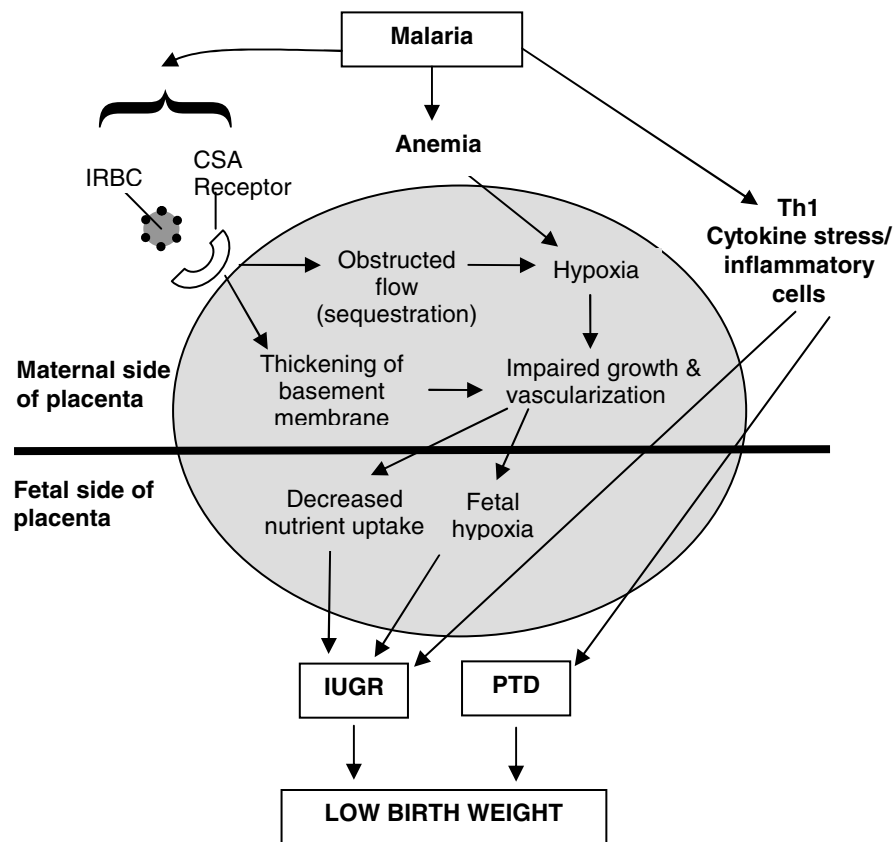 Malaria
Anemia
IRBC
CSA
Receptor
Th1
Cytokine stress/
inflammatory
cells
Obstructed
flow
(sequestration)
Hypoxia
Maternal side
of placenta
Thickening of
basement
membrane
Impaired growth &
vascularization
Fetal side of
placenta
Decreased
nutrient uptake
Fetal
hypoxia
IUGR
PTD
LOW BIRTH WEIGHT